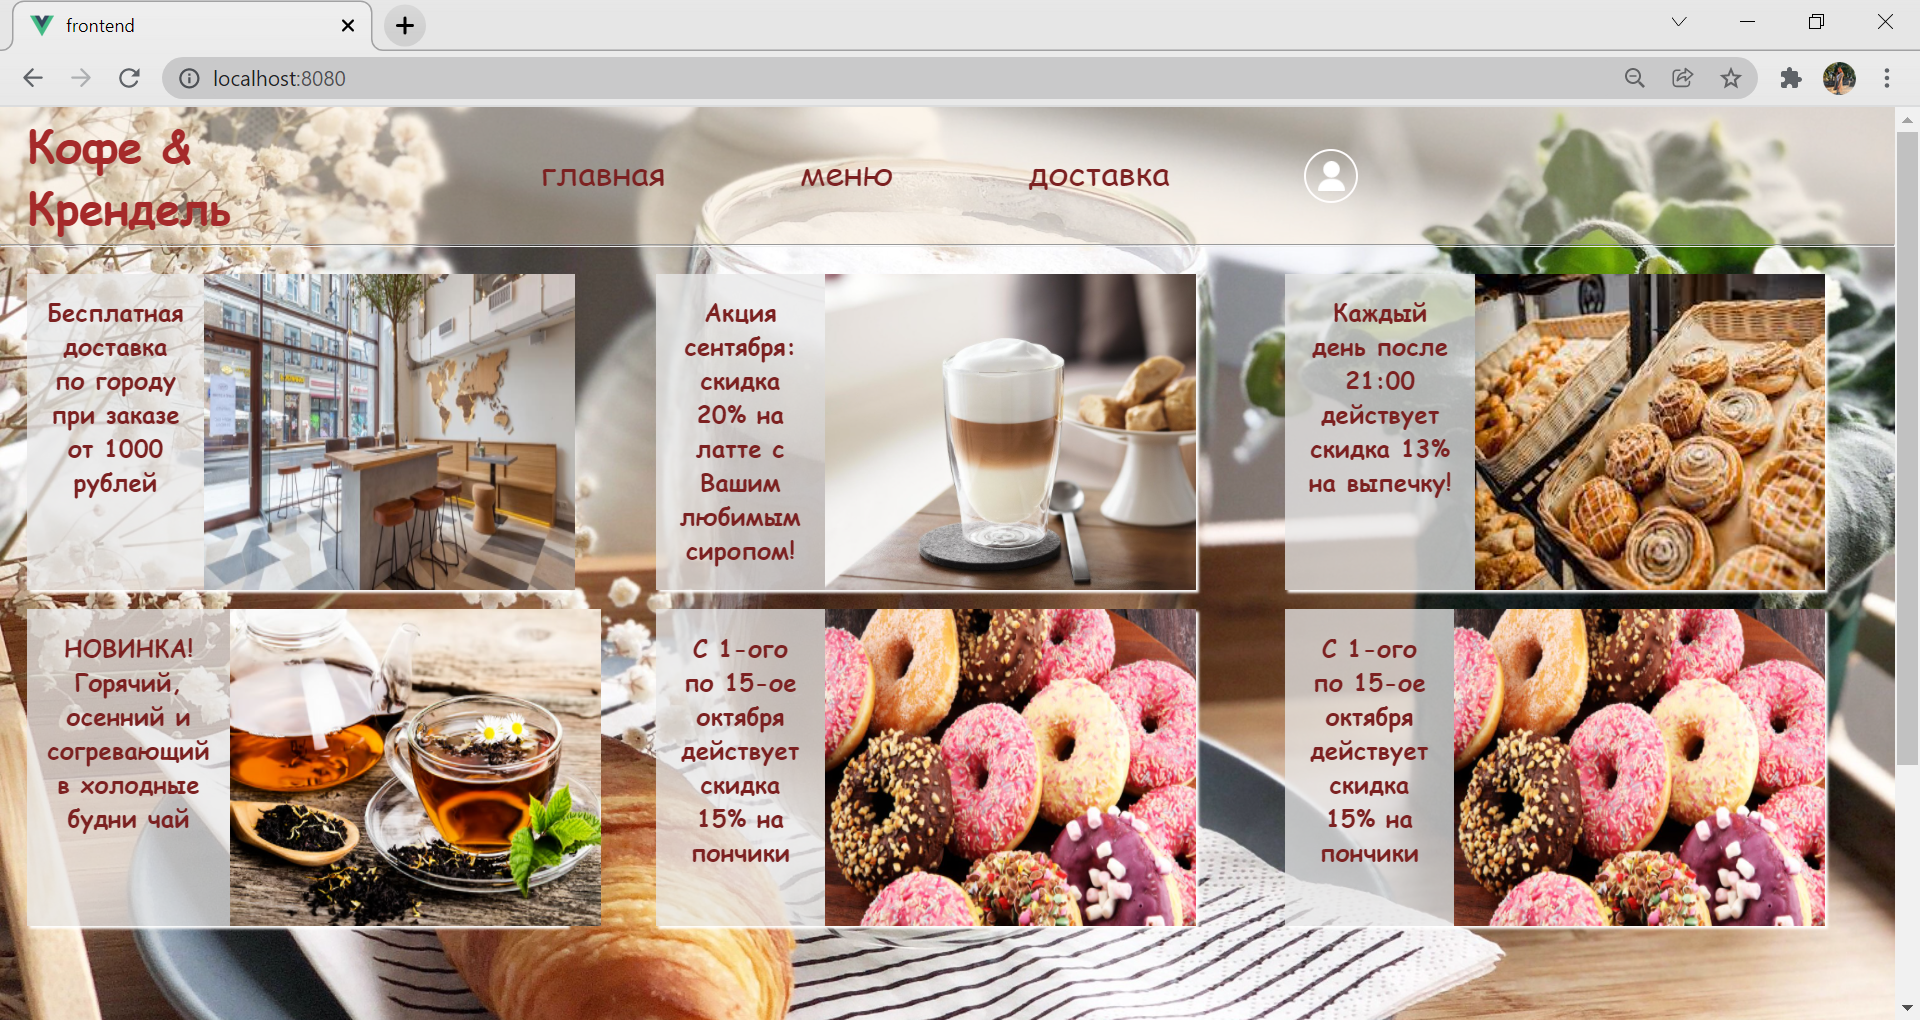 frontend
localhost:8080
Кофе &
Крендель
главная
меню
доставка
Бесплатная
доставка
по городу
при заказе
от 1000
рублей
Акция
сентября:
скидка
20% на
латте с
Вашим
любимым
сиропом!
Каждый
день после
21:00
действует
скидка 13%
на выпечку!
НОВИНКА!
Горячий,
осенний и
согревающий
в холодные
будни чай
С 1-ого
по 15-ое
октября
действует
скидка
15% на
пончики
С 1-ого
по 15-ое
октября
действует
скидка
15% на
пончики